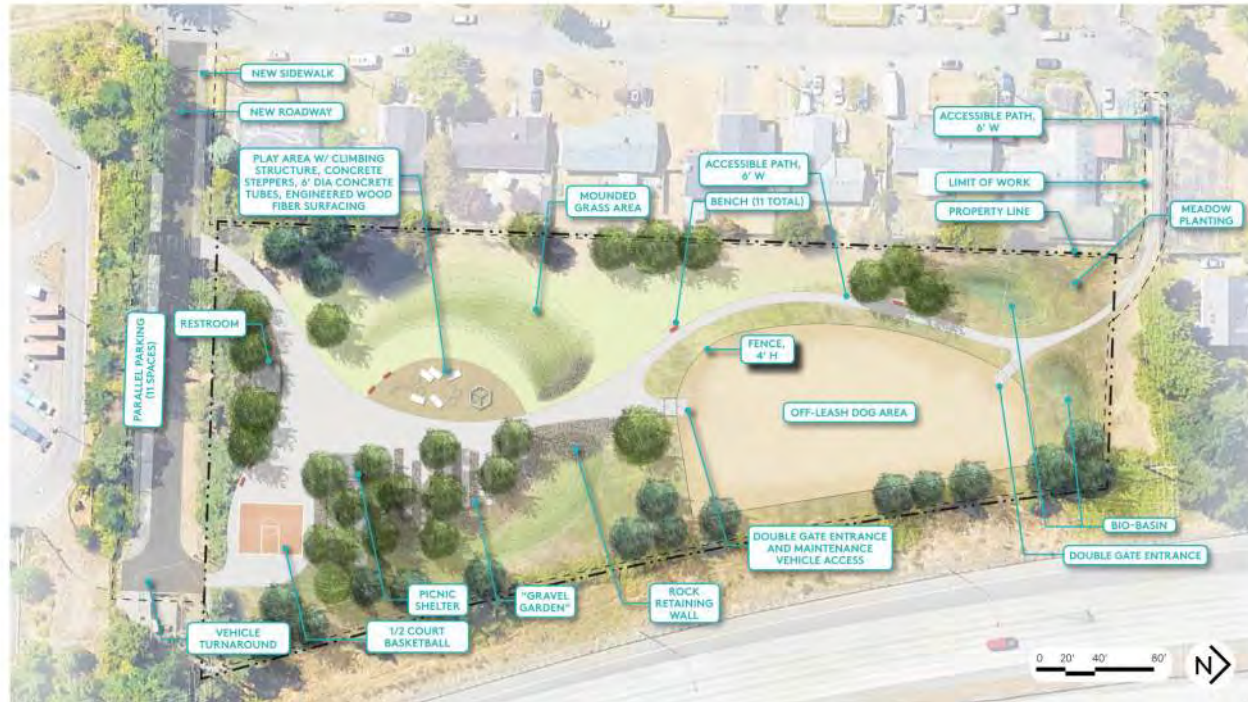 NEW SIDEWALK
NEW ROADWAY
PLAY AREA W/ CLIMBING
STRUCTURE, CONCRETE
STEPPERS, 6' DIA CONCRETE
TUBES, ENGINEERED WOOD
FIBER SURFACING
MOUNDED
GRASS AREA
ACCESSIBLE PATH,
6' W
BENCH (11 TOTAL)
ACCESSIBLE PATH,
6' W
LIMIT OF WORK
PROPERTY LINE
MEADOW
PLANTING
PARALLEL PARKING
(11 SPACES)
RESTROOM
FENCE,
4' H
OFF-LEASH DOG AREA
BIO-BASIN
DOUBLE GATE ENTRANCE
DOUBLE GATE ENTRANCE
AND MAINTENANCE
VEHICLE ACCESS
ROCK
RETAINING
WALL
"GRAVEL
GARDEN"
PICNIC
SHELTER
1/2 COURT
BASKETBALL
VEHICLE
TURNAROUND
0 20' 40' 80'
N